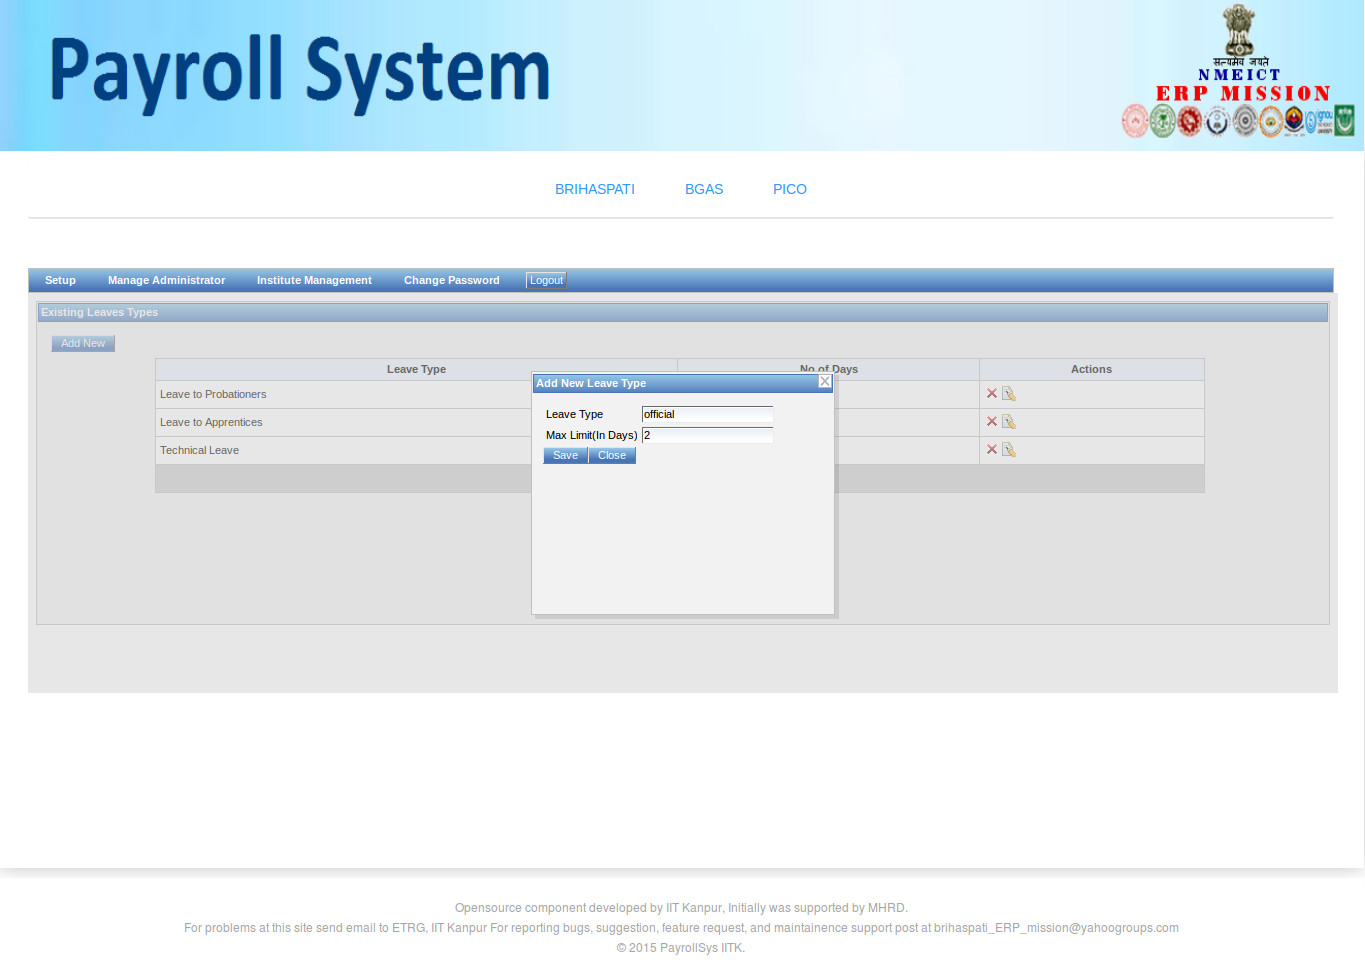 Payroll System
सत्यमेव जयते
NMEICT
ERP MISSION
BRIHASPATI BGAS PICO
Setup Manage Administrator Institute Management Change Password Logout
Existing Leaves Types
Add New
Leave Type No of Days Actions
Add New Leave Type
Leave to Probationers
Leave Type official
Leave to Apprentices
Max Limit(In Days) 2
Technical Leave
Save Close
Opensource component developed by IIT Kanpur, Initially was supported by MHRD.
For problems at this site send email to ETRG, IIT Kanpur For reporting bugs, suggestion, feature request, and maintainence support post at brihaspati_ERP_mission@yahoogroups.com
© 2015 PayrollSys IITK.